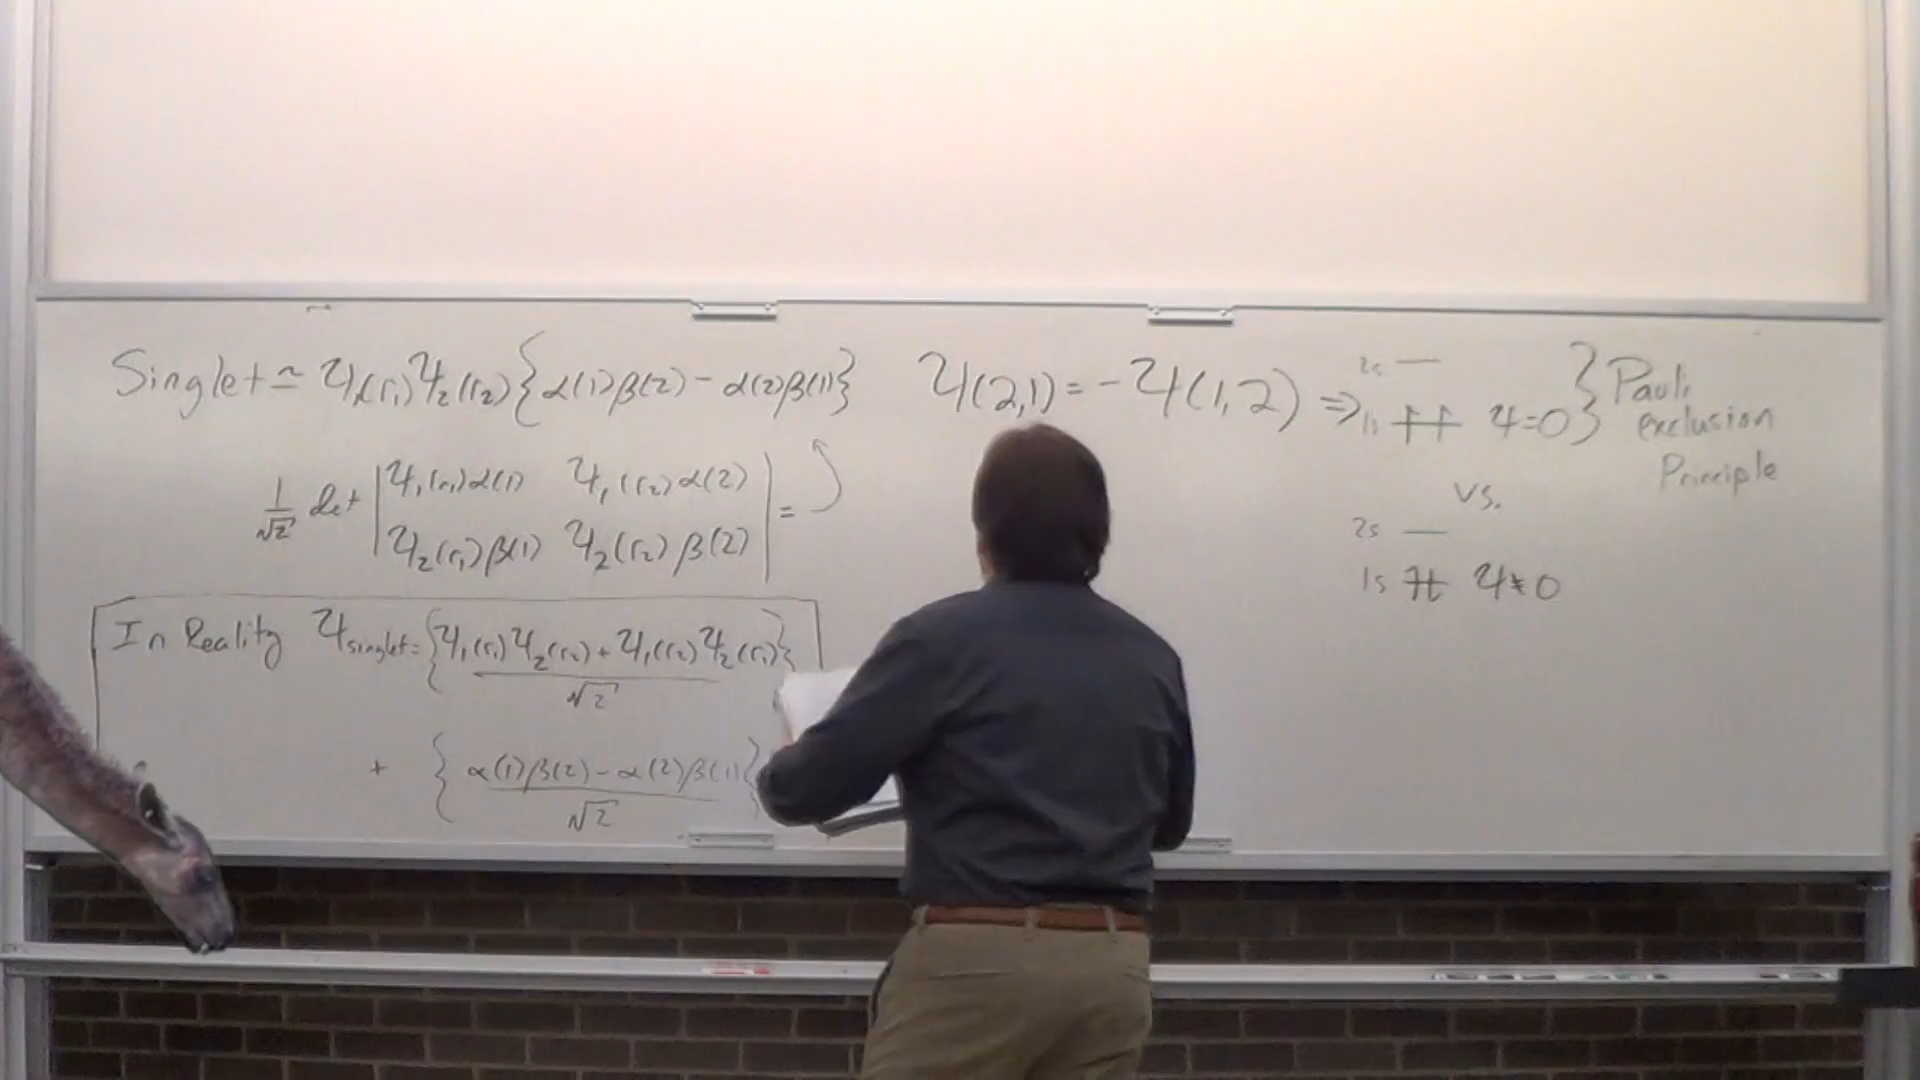 Singlet ≃ Ψ₁(r₁)Ψ₂(r₂){α(1)β(2) - α(2)β(1)}
1/√2 det |Ψ₁(r₁)α(1) Ψ₁(r₂)α(2)| =
|Ψ₂(r₁)β(1) Ψ₂(r₂)β(2)|
In Reality Ψsinglet = {Ψ₁(r₁)Ψ₂(r₂) + Ψ₁(r₂)Ψ₂(r₁)}/√2
+ {α(1)β(2) - α(2)β(1)}/√2
Ψ(2,1) = -Ψ(1,2) ⇒
2s —
1s ↑↑ Ψ=0 } Pauli
exclusion
Principle
vs.
2s —
1s ↑↓ Ψ≠0